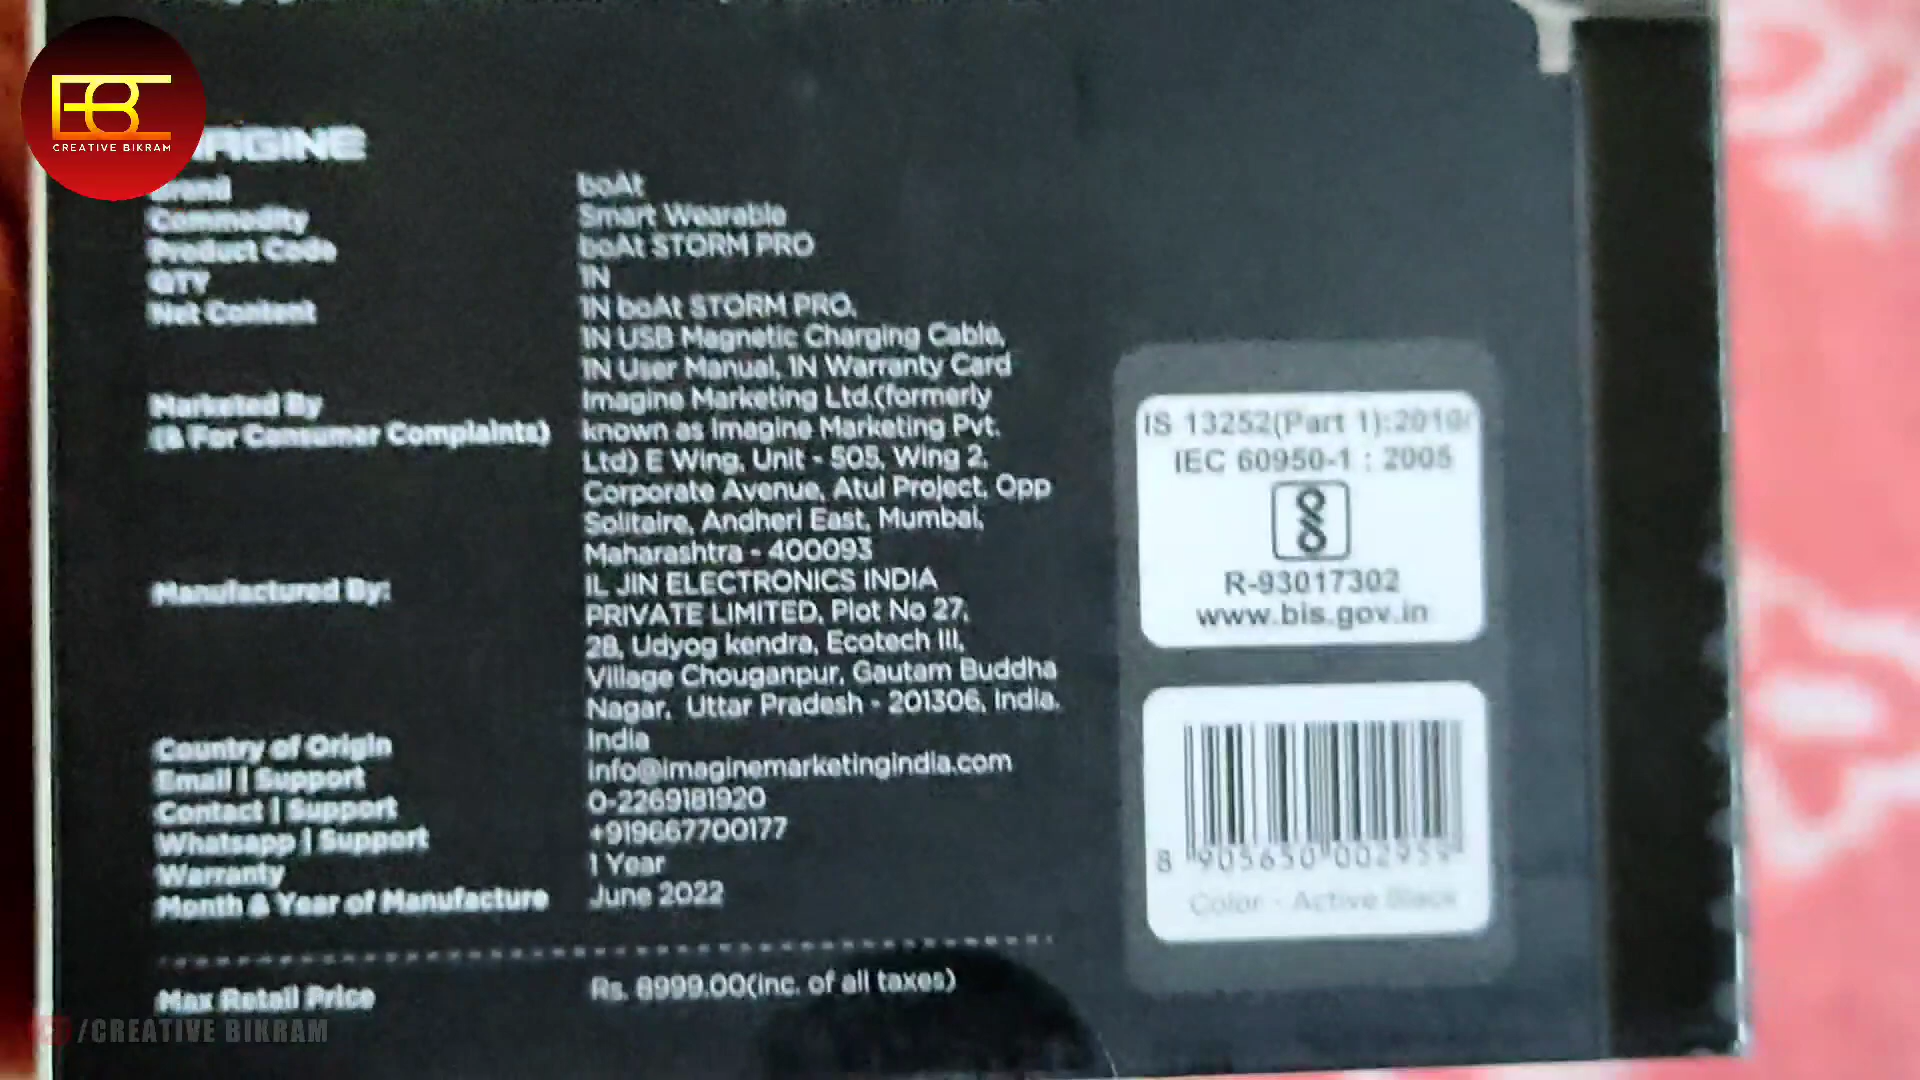 EBC
CREATIVE BIKRAM
Brand boAt
Commodity Smart Wearable
Product Code boAt STORM PRO
QTY 1N
Net Content 1N boAt STORM PRO,
1N USB Magnetic Charging Cable,
1N User Manual, 1N Warranty Card
Marketed By
(& For Consumer Complaints)
Imagine Marketing Ltd.(formerly
known as Imagine Marketing Pvt.
Ltd) E Wing, Unit - 505, Wing 2,
Corporate Avenue, Atul Project, Opp
Solitaire, Andheri East, Mumbai,
Maharashtra - 400093
Manufactured By:
IL JIN ELECTRONICS INDIA
PRIVATE LIMITED, Plot No 27,
28, Udyog kendra, Ecotech III,
Village Chouganpur, Gautam Buddha
Nagar, Uttar Pradesh - 201306, India.
Country of Origin India
Email | Support info@imaginemarketingindia.com
Contact | Support 0-2269181920
Whatsapp | Support +919667700177
Warranty 1 Year
Month & Year of Manufacture June 2022
Max Retail Price Rs. 8999.00(inc. of all taxes)
IS 13252(Part 1):2010/
IEC 60950-1 : 2005
R-93017302
www.bis.gov.in
8 905650 002959
Color - Active Black
/CREATIVE BIKRAM